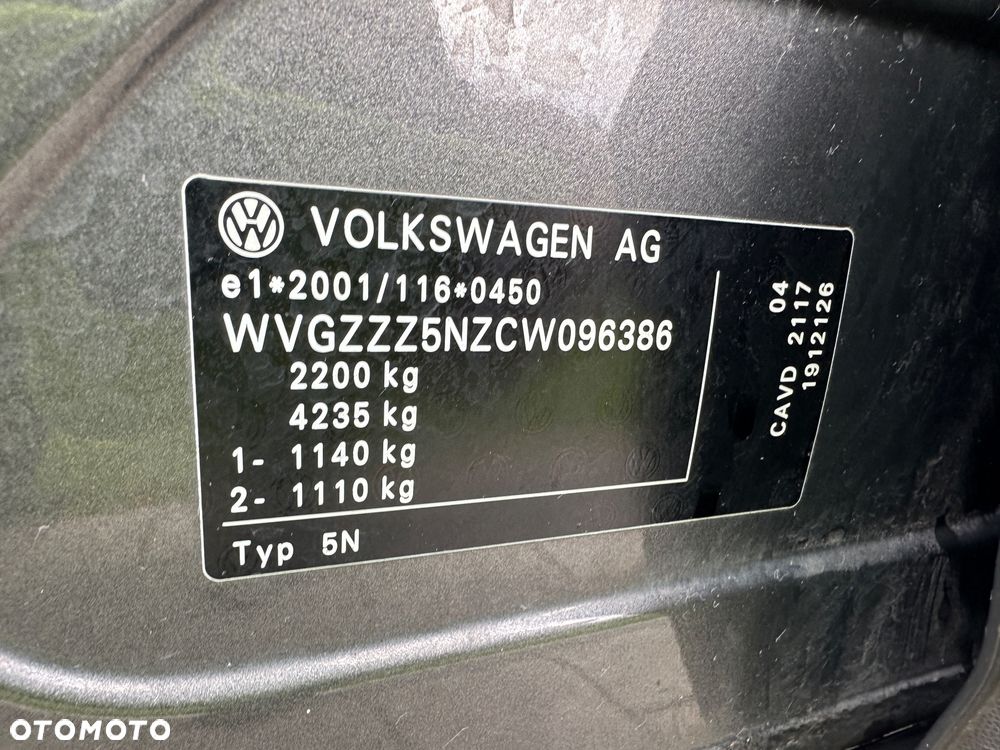 VOLKSWAGEN AG
e1*2001/116*0450
WVGZZZ5NZCW096386
2200 kg
4235 kg
1- 1140 kg
2- 1110 kg
Typ 5N
04
CAVD 2117
1912126
OTOMOTO